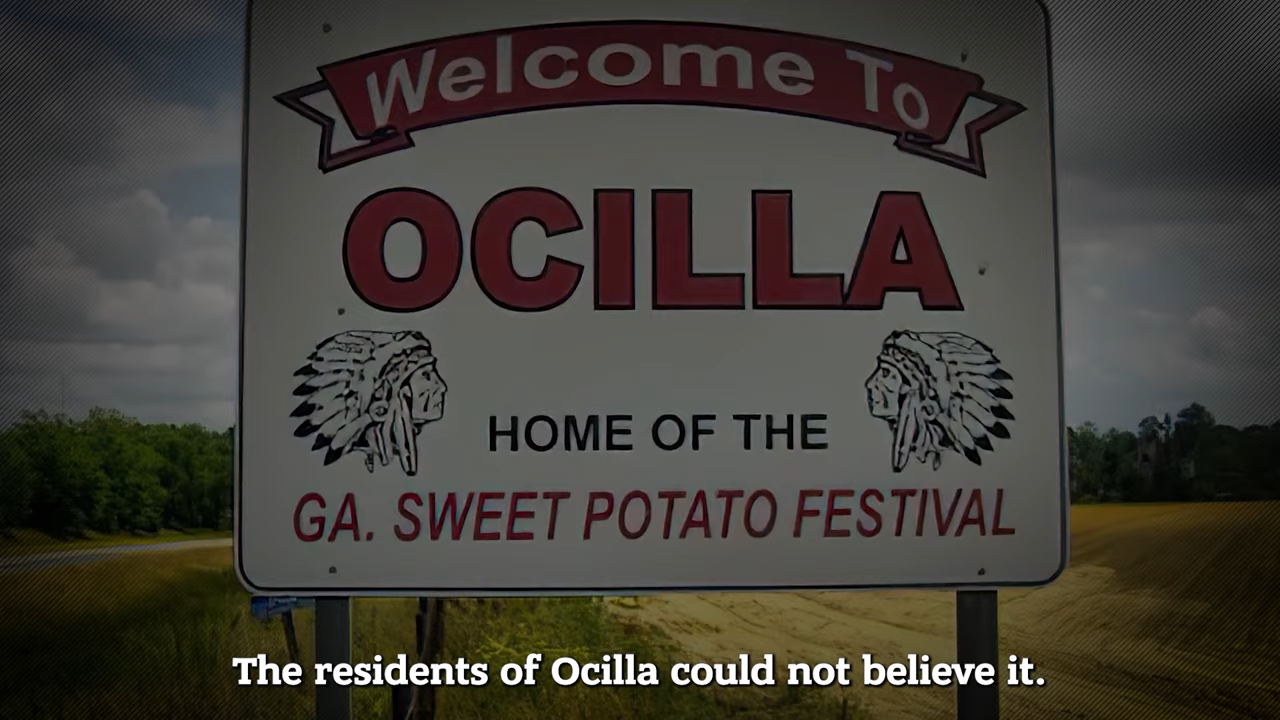 Welcome To
OCILLA
HOME OF THE
GA. SWEET POTATO FESTIVAL
The residents of Ocilla could not believe it.